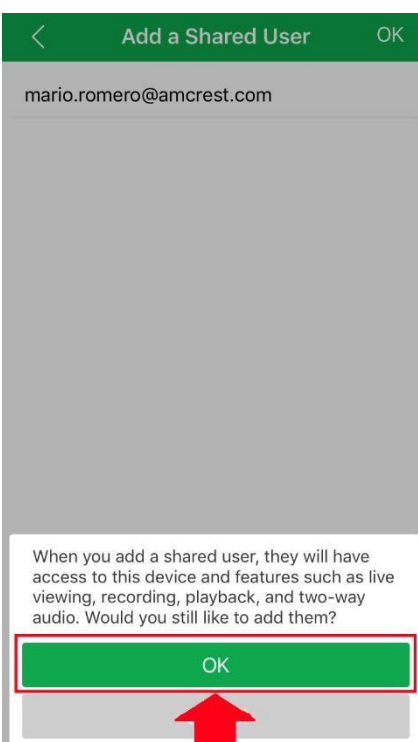 Add a Shared User OK
mario.romero@amcrest.com
When you add a shared user, they will have
access to this device and features such as live
viewing, recording, playback, and two-way
audio. Would you still like to add them?
OK